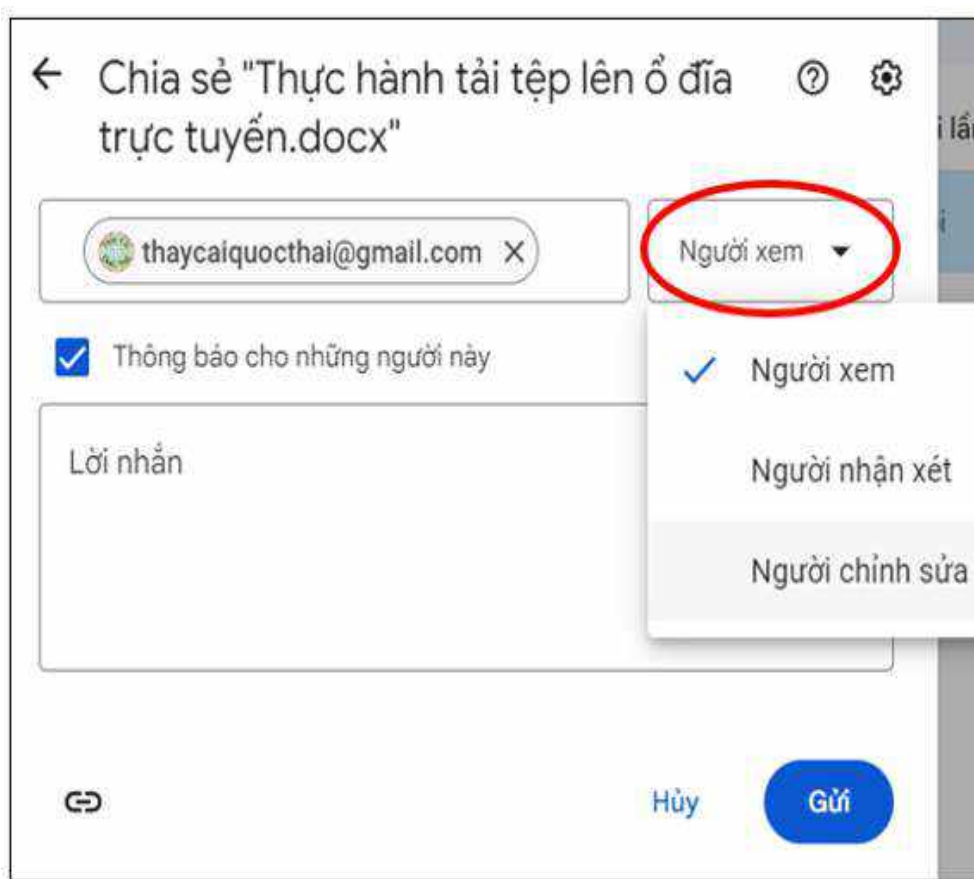 Chia sẻ "Thực hành tải tệp lên ổ đĩa
trực tuyến.docx"
thaycaiquocthai@gmail.com
Người xem
Thông báo cho những người này
Người xem
Lời nhắn
Người nhận xét
Người chỉnh sửa
Hủy
Gửi